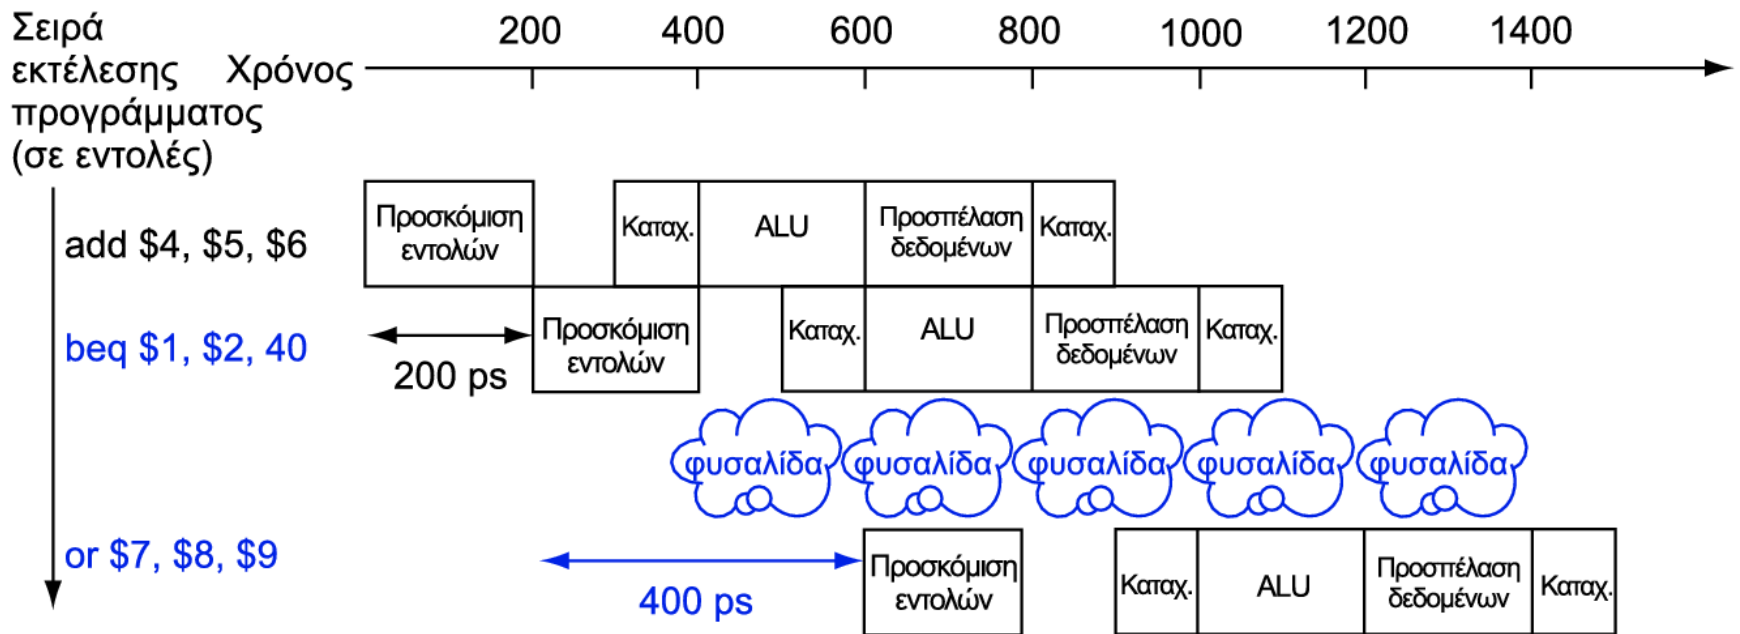 Σειρά
εκτέλεσης Χρόνος
προγράμματος
(σε εντολές)
200 400 600 800 1000 1200 1400
add $4, $5, $6
Προσκόμιση
εντολών
Καταχ.
ALU
Προσπέλαση
δεδομένων
Καταχ.
beq $1, $2, 40
200 ps
Προσκόμιση
εντολών
Καταχ.
ALU
Προσπέλαση
δεδομένων
Καταχ.
φυσαλίδα φυσαλίδα φυσαλίδα φυσαλίδα φυσαλίδα
or $7, $8, $9
400 ps
Προσκόμιση
εντολών
Καταχ.
ALU
Προσπέλαση
δεδομένων
Καταχ.